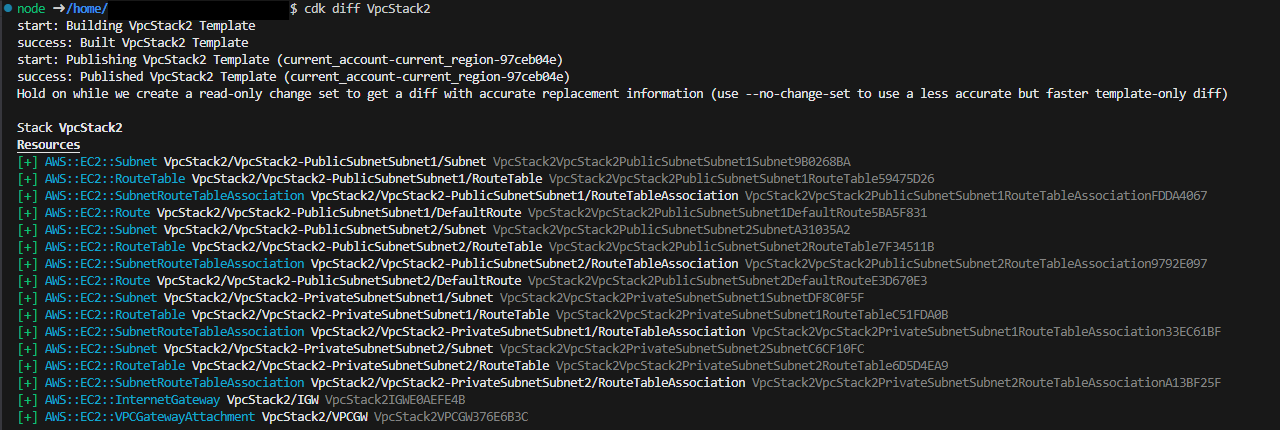 node ➜/home/ $ cdk diff VpcStack2
start: Building VpcStack2 Template
success: Built VpcStack2 Template
start: Publishing VpcStack2 Template (current_account-current_region-97ceb04e)
success: Published VpcStack2 Template (current_account-current_region-97ceb04e)
Hold on while we create a read-only change set to get a diff with accurate replacement information (use --no-change-set to use a less accurate but faster template-only diff)
Stack VpcStack2
Resources
[+] AWS::EC2::Subnet VpcStack2/VpcStack2-PublicSubnetSubnet1/Subnet VpcStack2VpcStack2PublicSubnetSubnet1Subnet9B0268BA
[+] AWS::EC2::RouteTable VpcStack2/VpcStack2-PublicSubnetSubnet1/RouteTable VpcStack2VpcStack2PublicSubnetSubnet1RouteTable59475D26
[+] AWS::EC2::SubnetRouteTableAssociation VpcStack2/VpcStack2-PublicSubnetSubnet1/RouteTableAssociation VpcStack2VpcStack2PublicSubnetSubnet1RouteTableAssociationFDDA4067
[+] AWS::EC2::Route VpcStack2/VpcStack2-PublicSubnetSubnet1/DefaultRoute VpcStack2VpcStack2PublicSubnetSubnet1DefaultRoute5BA5F831
[+] AWS::EC2::Subnet VpcStack2/VpcStack2-PublicSubnetSubnet2/Subnet VpcStack2VpcStack2PublicSubnetSubnet2SubnetA31035A2
[+] AWS::EC2::RouteTable VpcStack2/VpcStack2-PublicSubnetSubnet2/RouteTable VpcStack2VpcStack2PublicSubnetSubnet2RouteTable7F34511B
[+] AWS::EC2::SubnetRouteTableAssociation VpcStack2/VpcStack2-PublicSubnetSubnet2/RouteTableAssociation VpcStack2VpcStack2PublicSubnetSubnet2RouteTableAssociation9792E097
[+] AWS::EC2::Route VpcStack2/VpcStack2-PublicSubnetSubnet2/DefaultRoute VpcStack2VpcStack2PublicSubnetSubnet2DefaultRouteE3D670E3
[+] AWS::EC2::Subnet VpcStack2/VpcStack2-PrivateSubnetSubnet1/Subnet VpcStack2VpcStack2PrivateSubnetSubnet1SubnetDF8C0F5F
[+] AWS::EC2::RouteTable VpcStack2/VpcStack2-PrivateSubnetSubnet1/RouteTable VpcStack2VpcStack2PrivateSubnetSubnet1RouteTableC51FDA0B
[+] AWS::EC2::SubnetRouteTableAssociation VpcStack2/VpcStack2-PrivateSubnetSubnet1/RouteTableAssociation VpcStack2VpcStack2PrivateSubnetSubnet1RouteTableAssociation33EC61BF
[+] AWS::EC2::Subnet VpcStack2/VpcStack2-PrivateSubnetSubnet2/Subnet VpcStack2VpcStack2PrivateSubnetSubnet2SubnetC6CF10FC
[+] AWS::EC2::RouteTable VpcStack2/VpcStack2-PrivateSubnetSubnet2/RouteTable VpcStack2VpcStack2PrivateSubnetSubnet2RouteTable6D5D4EA9
[+] AWS::EC2::SubnetRouteTableAssociation VpcStack2/VpcStack2-PrivateSubnetSubnet2/RouteTableAssociation VpcStack2VpcStack2PrivateSubnetSubnet2RouteTableAssociationA13BF25F
[+] AWS::EC2::InternetGateway VpcStack2/IGW VpcStack2IGWE0AEFE4B
[+] AWS::EC2::VPCGatewayAttachment VpcStack2/VPCGW VpcStack2VPCGW376E6B3C